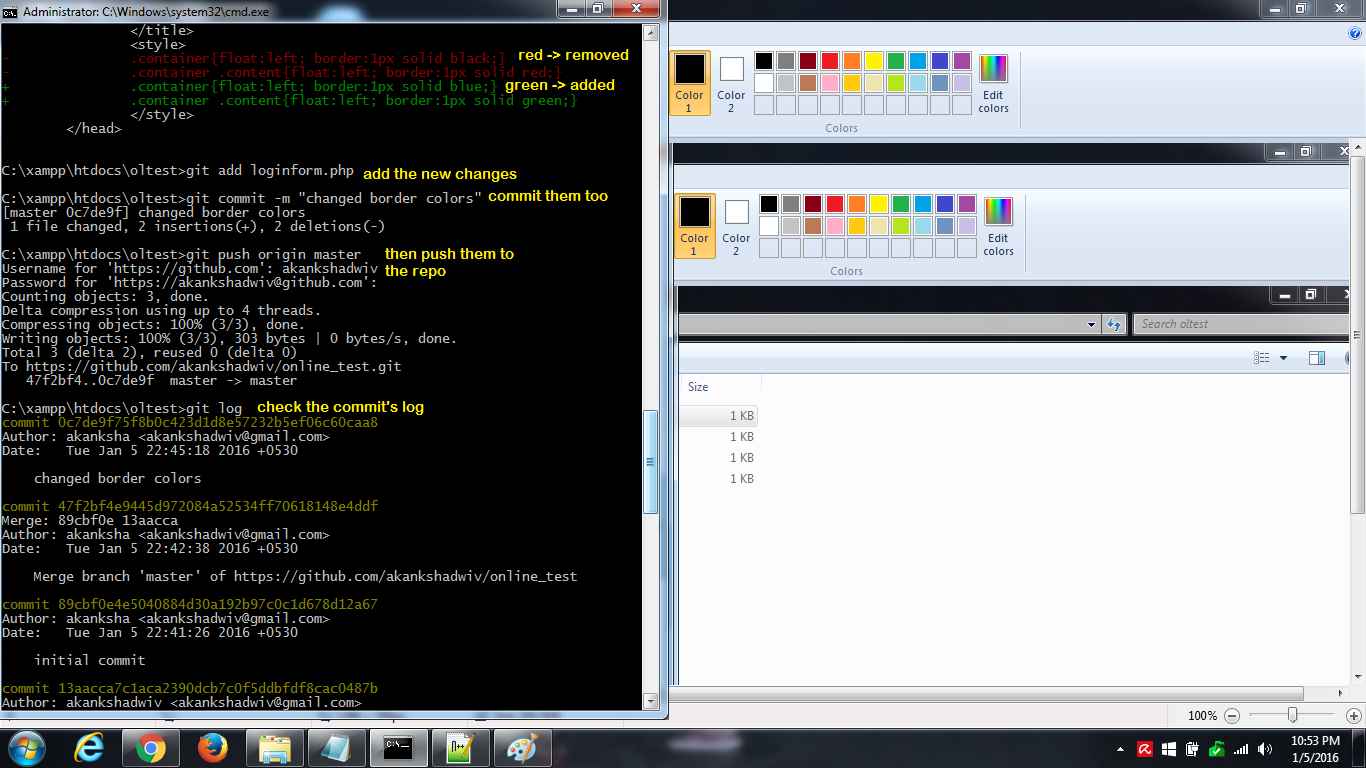 Administrator: C:\Windows\system32\cmd.exe
</title>
<style>
- .container{float:left; border:1px solid black;} red -> removed
- .container .content{float:left; border:1px solid red;}
+ .container{float:left; border:1px solid blue;} green -> added
+ .container .content{float:left; border:1px solid green;}
</style>
</head>
C:\xampp\htdocs\oltest>git add loginform.php add the new changes
C:\xampp\htdocs\oltest>git commit -m "changed border colors" commit them too
[master 0c7de9f] changed border colors
1 file changed, 2 insertions(+), 2 deletions(-)
C:\xampp\htdocs\oltest>git push origin master then push them to
Username for 'https://github.com': akankshadwiv the repo
Password for 'https://akankshadwiv@github.com':
Counting objects: 3, done.
Delta compression using up to 4 threads.
Compressing objects: 100% (3/3), done.
Writing objects: 100% (3/3), 303 bytes | 0 bytes/s, done.
Total 3 (delta 2), reused 0 (delta 0)
To https://github.com/akankshadwiv/online_test.git
47f2bf4..0c7de9f master -> master
C:\xampp\htdocs\oltest>git log check the commit's log
commit 0c7de9f75f8b0c423d1d8e57232b5ef06c60caa8
Author: akanksha <akankshadwiv@gmail.com>
Date: Tue Jan 5 22:45:18 2016 +0530
changed border colors
commit 47f2bf4e9445d972084a52534ff70618148e4ddf
Merge: 89cbf0e 13aacca
Author: akanksha <akankshadwiv@gmail.com>
Date: Tue Jan 5 22:42:38 2016 +0530
Merge branch 'master' of https://github.com/akankshadwiv/online_test
commit 89cbf0e4e5040884d30a192b97c0c1d678d12a67
Author: akanksha <akankshadwiv@gmail.com>
Date: Tue Jan 5 22:41:26 2016 +0530
initial commit
commit 13aacca7c1aca2390dcb7c0f5ddbfdf8cac0487b
Author: akankshadwiv <akankshadwiv@gmail.com>
Color Color Edit
1 2 colors
Colors
Color Color Edit
1 2 colors
Colors
Search oltest
Size
1 KB
1 KB
1 KB
1 KB
100%
10:53 PM
1/5/2016